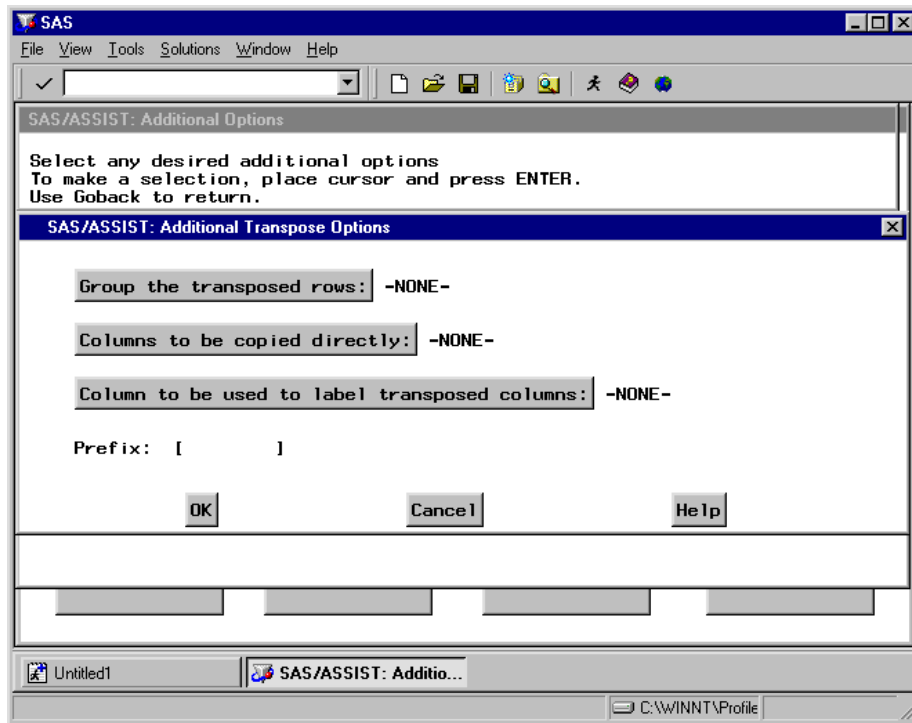 SAS
File View Tools Solutions Window Help
SAS/ASSIST: Additional Options
Select any desired additional options
To make a selection, place cursor and press ENTER.
Use Goback to return.
SAS/ASSIST: Additional Transpose Options
Group the transposed rows: -NONE-
Columns to be copied directly: -NONE-
Column to be used to label transposed columns: -NONE-
Prefix: [ ]
OK Cancel Help
Untitled1 SAS/ASSIST: Additio...
C:\WINNT\Profile